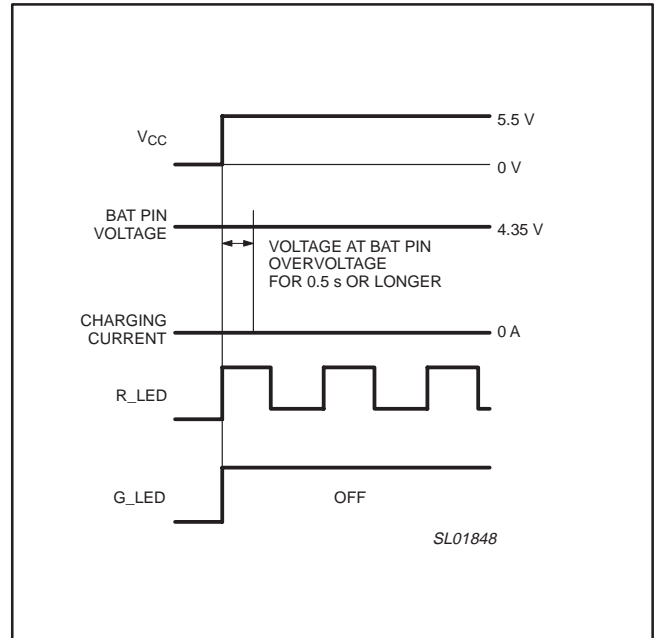 VCC
5.5 V
0 V
BAT PIN
VOLTAGE
4.35 V
VOLTAGE AT BAT PIN
OVERVOLTAGE
FOR 0.5 s OR LONGER
CHARGING
CURRENT
0 A
R_LED
G_LED
OFF
SL01848